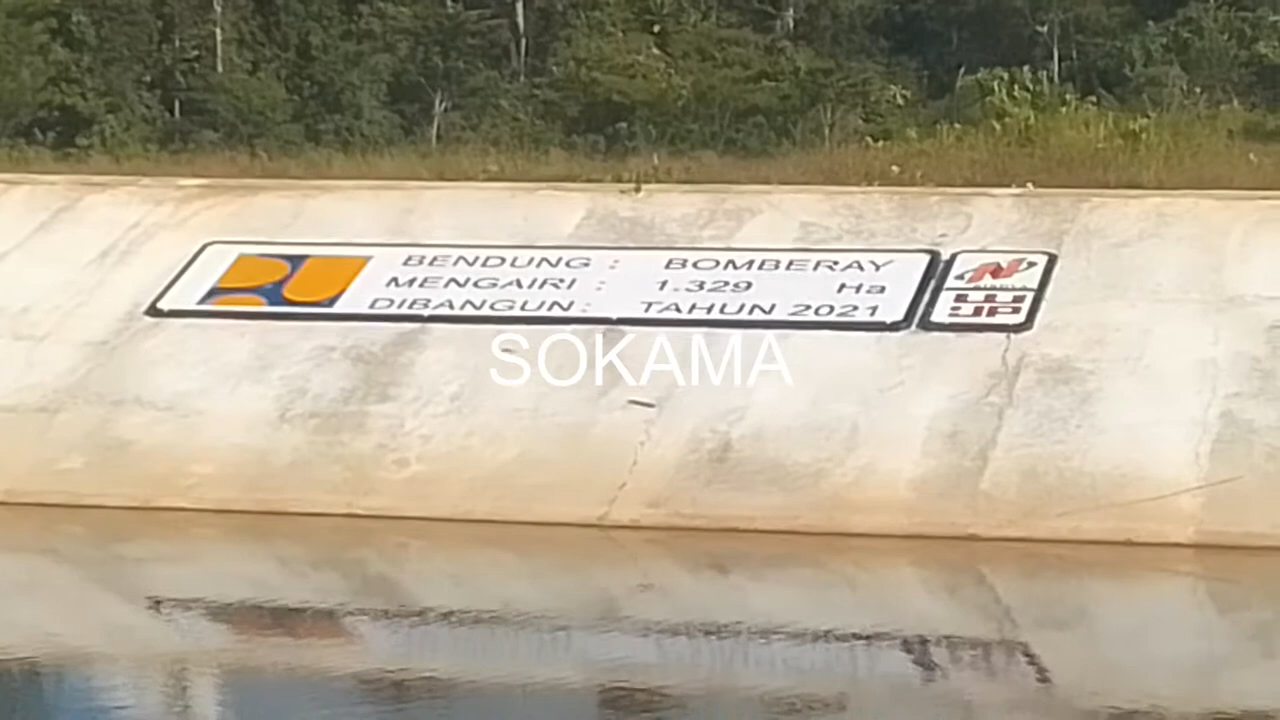 BENDUNG : BOMBERAY
MENGAIRI : 1.329 Ha
DIBANGUN : TAHUN 2021
SOKAMA